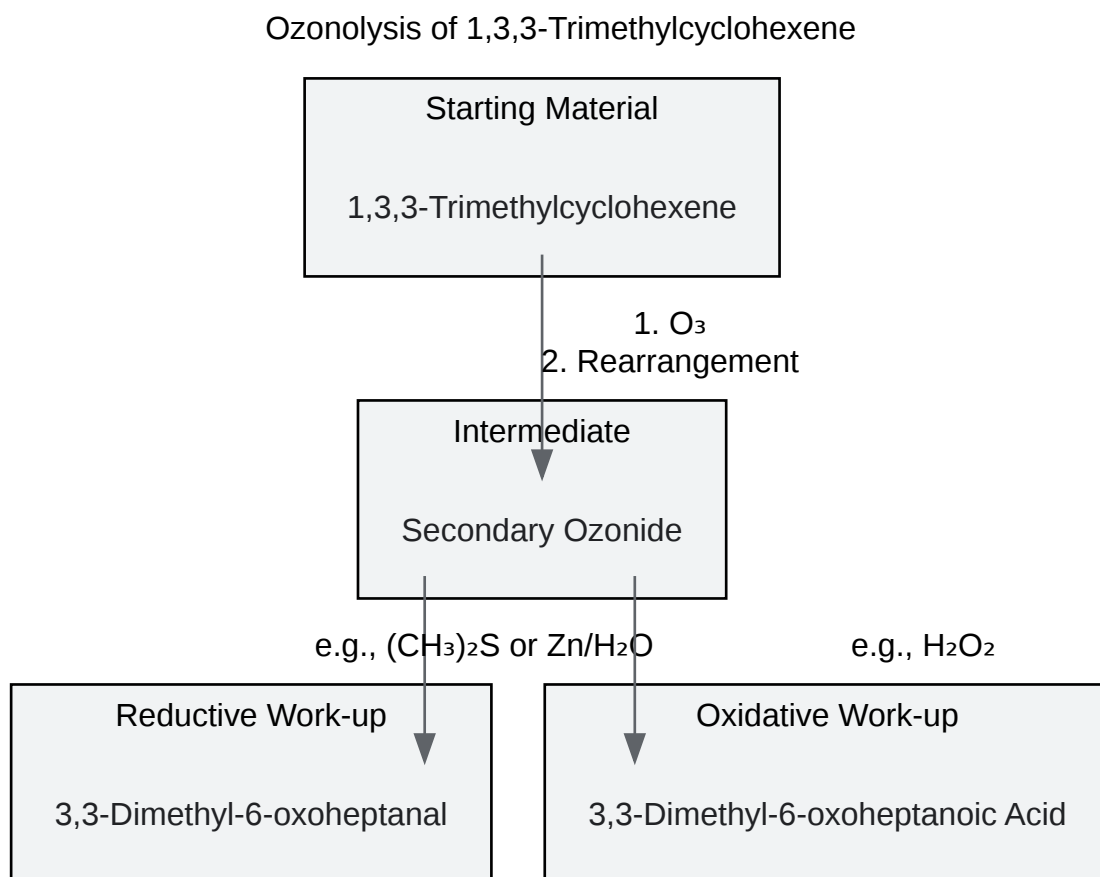 Ozonolysis of 1,3,3-Trimethylcyclohexene
Starting Material
1,3,3-Trimethylcyclohexene
1. O₃
2. Rearrangement
Intermediate
Secondary Ozonide
e.g., (CH₃)₂S or Zn/H₂O
e.g., H₂O₂
Reductive Work-up
Oxidative Work-up
3,3-Dimethyl-6-oxoheptanal
3,3-Dimethyl-6-oxoheptanoic Acid